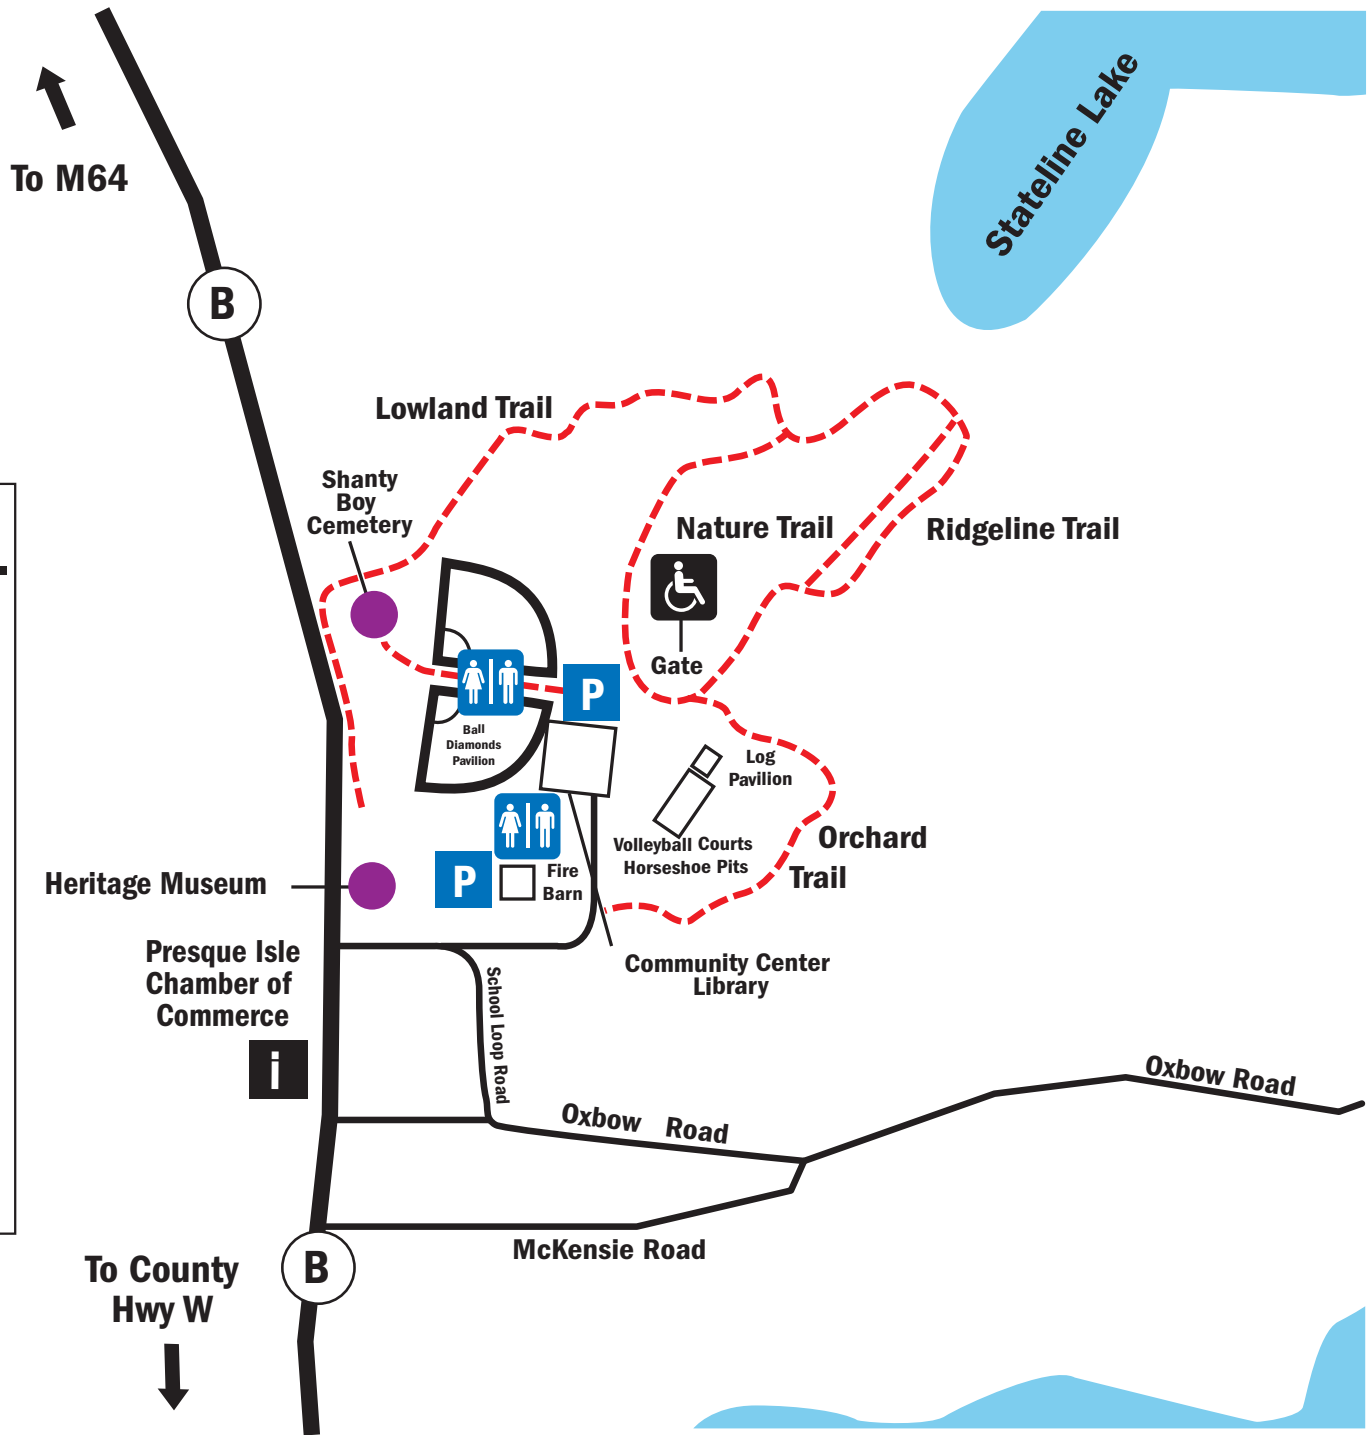 Stateline Lake
To M64
B
Lowland Trail
Shanty
Boy
Cemetery
Nature Trail
Ridgeline Trail
Gate
P
Ball
Diamonds
Pavilion
Log
Pavilion
Volleyball Courts
Horseshoe Pits
Orchard
Trail
Heritage Museum
P
Fire
Barn
Presque Isle
Chamber of
Commerce
i
Community Center
Library
School Loop Road
Oxbow Road
Oxbow Road
McKensie Road
To County
Hwy W
B